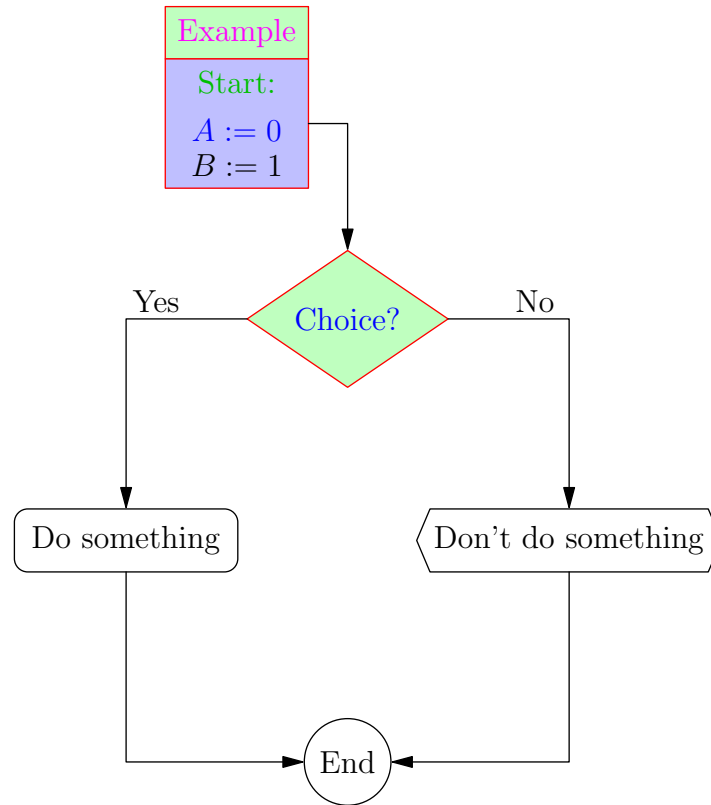 Example
Start:
A := 0
B := 1
Choice?
Yes
No
Do something
Don't do something
End